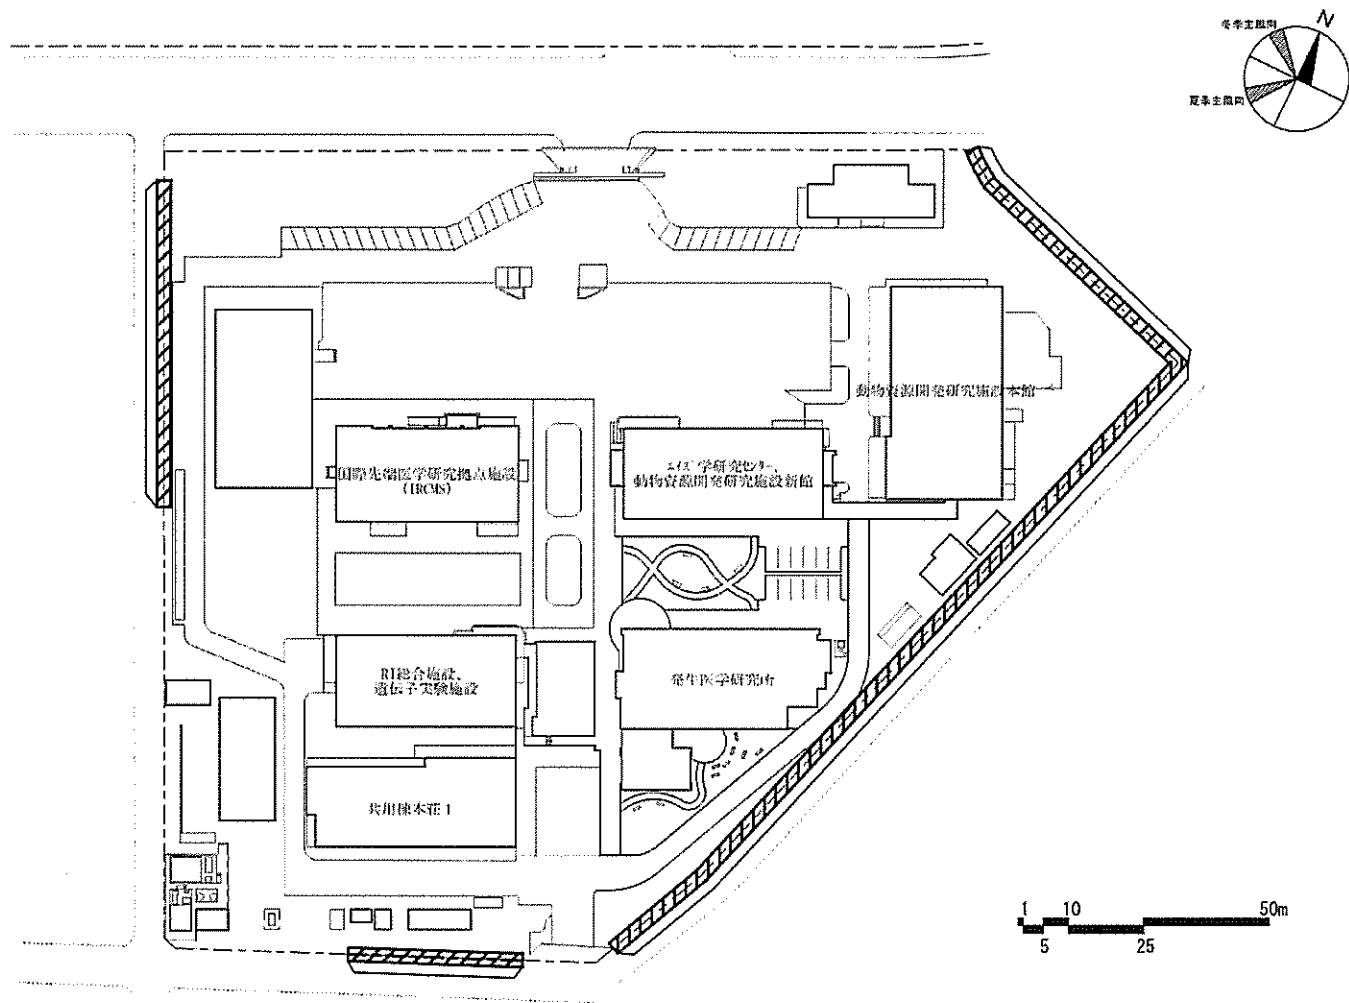 冬季主風向
N
夏季主風向
動物資源開発研究施設本館
国際先端医学研究拠点施設
(IRCMS)
エイズ学研究センター、
動物資源開発研究施設新館
RI総合施設、
遺伝子実験施設
発生医学研究所
共用棟本荘1
1
10
50m
5
25